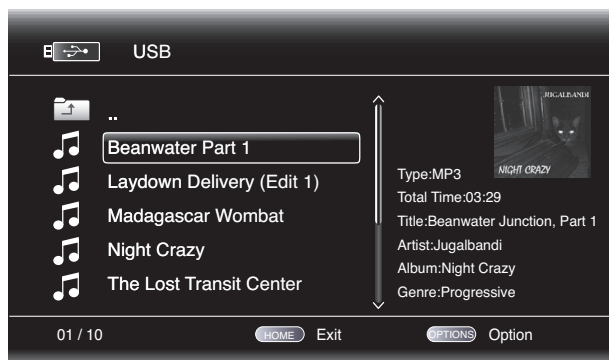 USB
..
Beanwater Part 1
Laydown Delivery (Edit 1)
Madagascar Wombat
Night Crazy
The Lost Transit Center
JUGALBANDI
NIGHT CRAZY
Type:MP3
Total Time:03:29
Title:Beanwater Junction, Part 1
Artist:Jugalbandi
Album:Night Crazy
Genre:Progressive
01 / 10
HOME Exit
OPTIONS Option